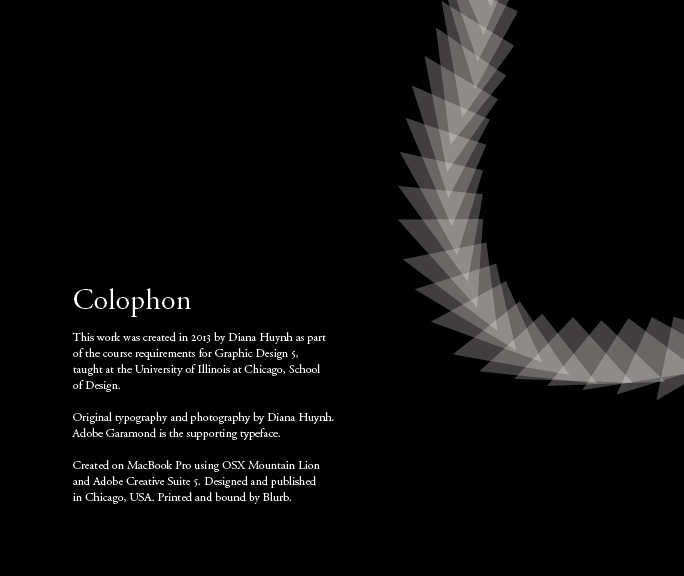 Colophon
This work was created in 2013 by Diana Huynh as part
of the course requirements for Graphic Design 5,
taught at the University of Illinois at Chicago, School
of Design.
Original typography and photography by Diana Huynh.
Adobe Garamond is the supporting typeface.
Created on MacBook Pro using OSX Mountain Lion
and Adobe Creative Suite 5. Designed and published
in Chicago, USA. Printed and bound by Blurb.